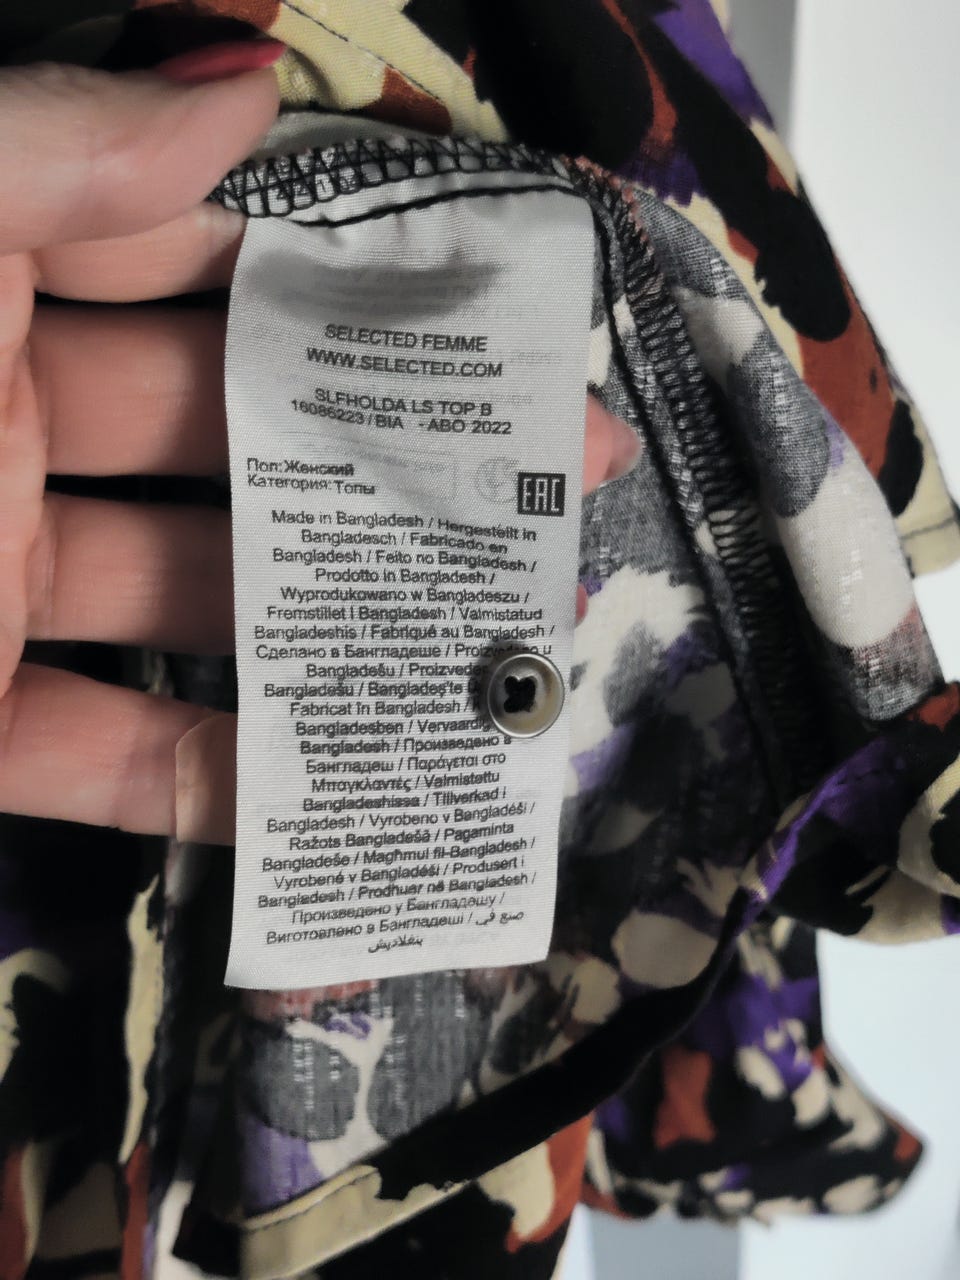 SELECTED FEMME
WWW.SELECTED.COM
SLFHOLDA LS TOP B
16086223 / BIA - ABO 2022
Пол: Женский
Категория: Топы
EAC
Made in Bangladesh / Hergestellt in
Bangladesch / Fabricado en
Bangladesh / Feito no Bangladesh /
Prodotto in Bangladesh /
Wyprodukowano w Bangladeszu /
Fremstillet i Bangladesh / Valmistatud
Bangladeshis / Fabriqué au Bangladesh /
Сделано в Бангладеше / u
Bangladešu /
Bangladešu / Bangladeş'te
Fabricat în Bangladesh /
Bangladesben /
Bangladesh / Произведено в
Бангладеш / Παράγεται στο
Μπαγκλαντές / Valmistettu
Bangladeshissa / Tillverkad i
Bangladesh / Vyrobeno v Bangladéši /
Ražots Bangladešā / Pagaminta
Bangladeše / Magħmul fil-Bangladesh /
Vyrobené v Bangladéši / Produsert i
Bangladesh / Prodhuar në Bangladesh /
Произведено у Бангладешу /
Виготовлено в Бангладеші / صنع في
بنغلاديش